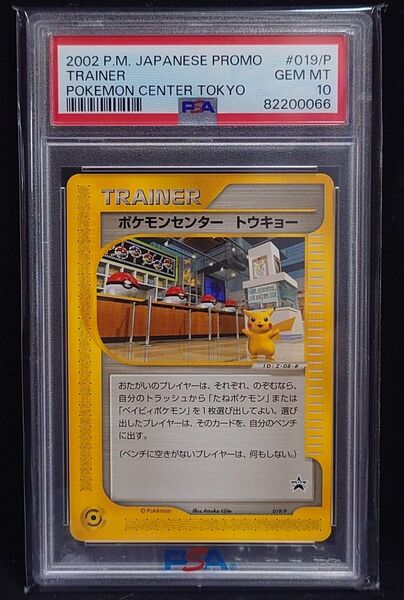 2002 P.M. JAPANESE PROMO #019/P
TRAINER GEM MT
POKEMON CENTER TOKYO 10
PSA 82200066
TRAINER
ポケモンセンター トウキョー
ID-2-08-#
おたがいのプレイヤーは、それぞれ、のぞむなら、
自分のトラッシュから「たねポケモン」または
「ベイビィポケモン」を1枚選び出してよい。選び
出したプレイヤーは、そのカードを、自分のベンチ
に出す。
(ベンチに空きがないプレイヤーは、何もしない。)
©Pokémon Illus.Atsuko Ujiie 019/P
PSA